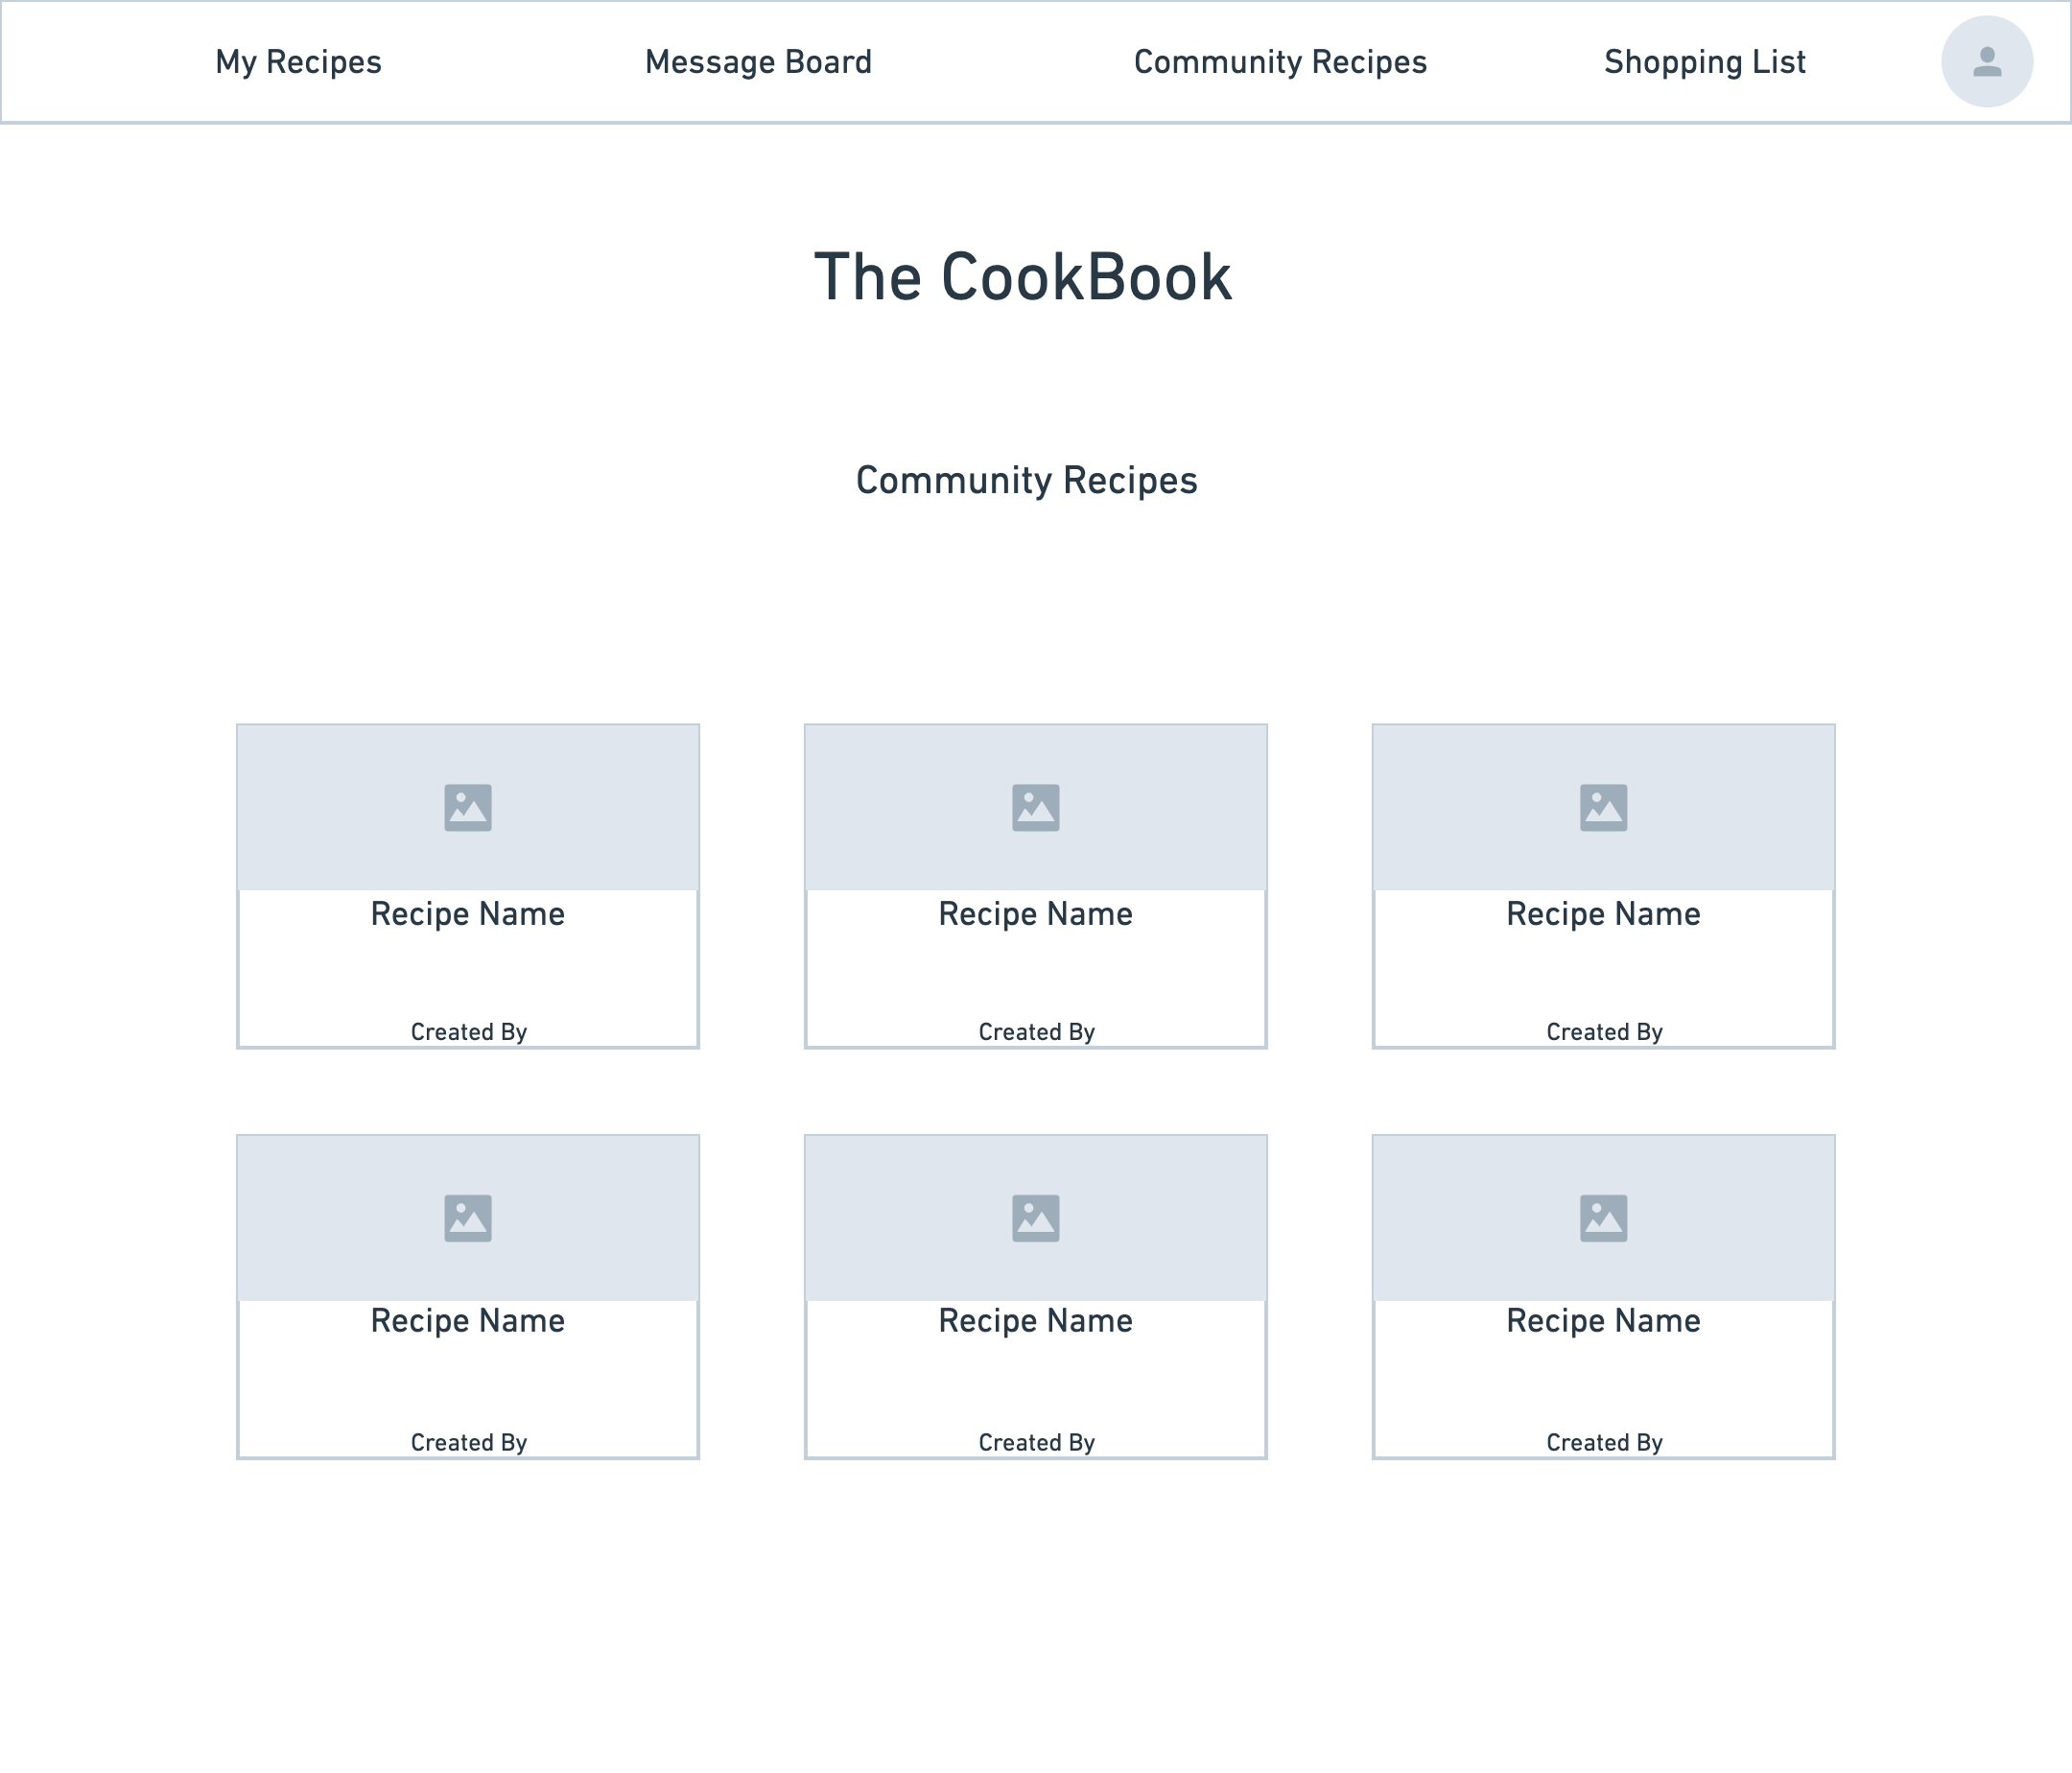 My Recipes Message Board Community Recipes Shopping List
The CookBook
Community Recipes
Recipe Name Recipe Name Recipe Name
Created By Created By Created By
Recipe Name Recipe Name Recipe Name
Created By Created By Created By